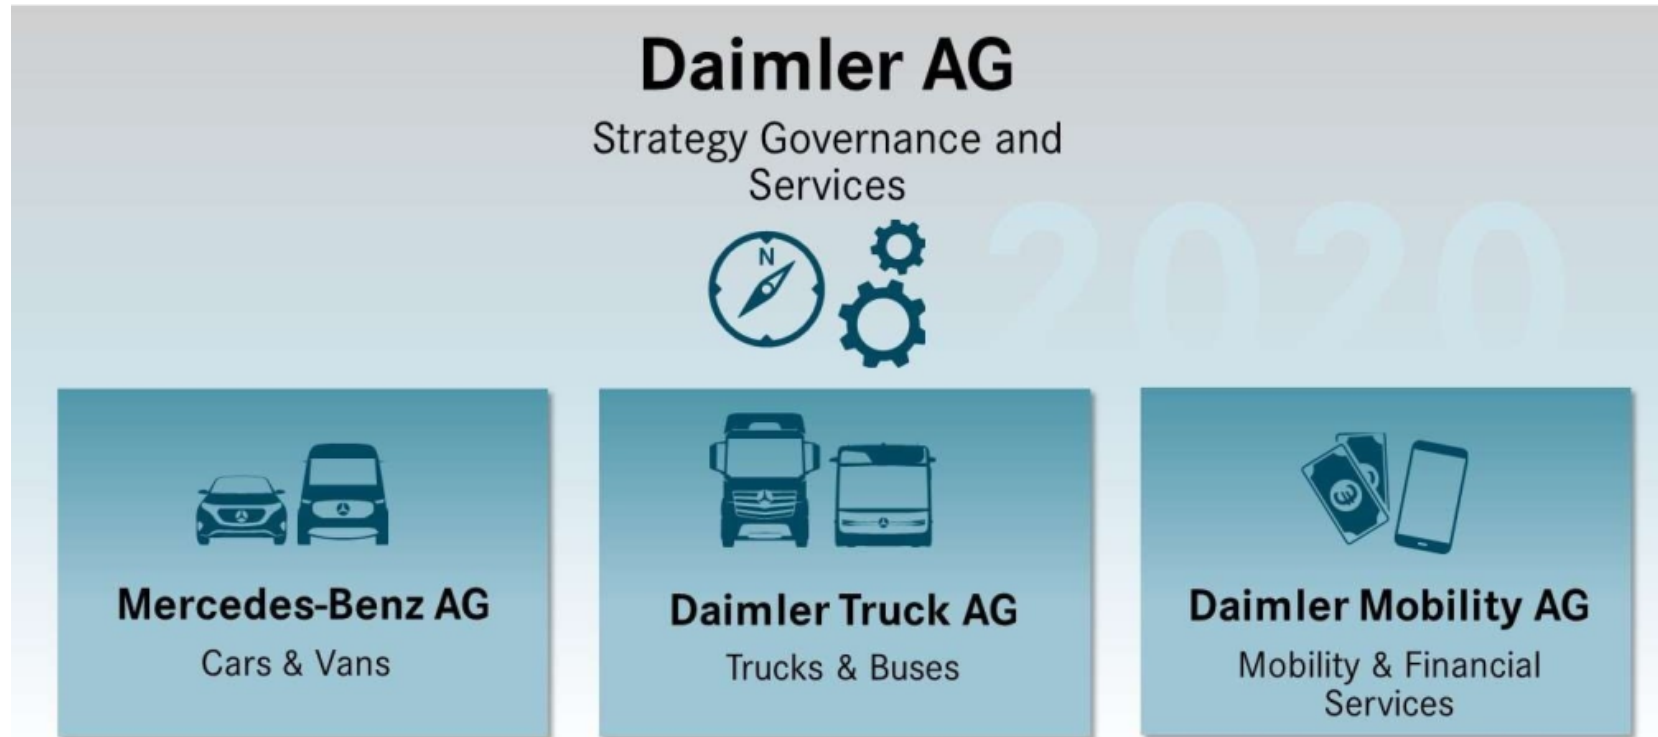 Daimler AG
Strategy Governance and
Services
N
2020
Mercedes-Benz AG
Cars & Vans
Daimler Truck AG
Trucks & Buses
Daimler Mobility AG
Mobility & Financial
Services